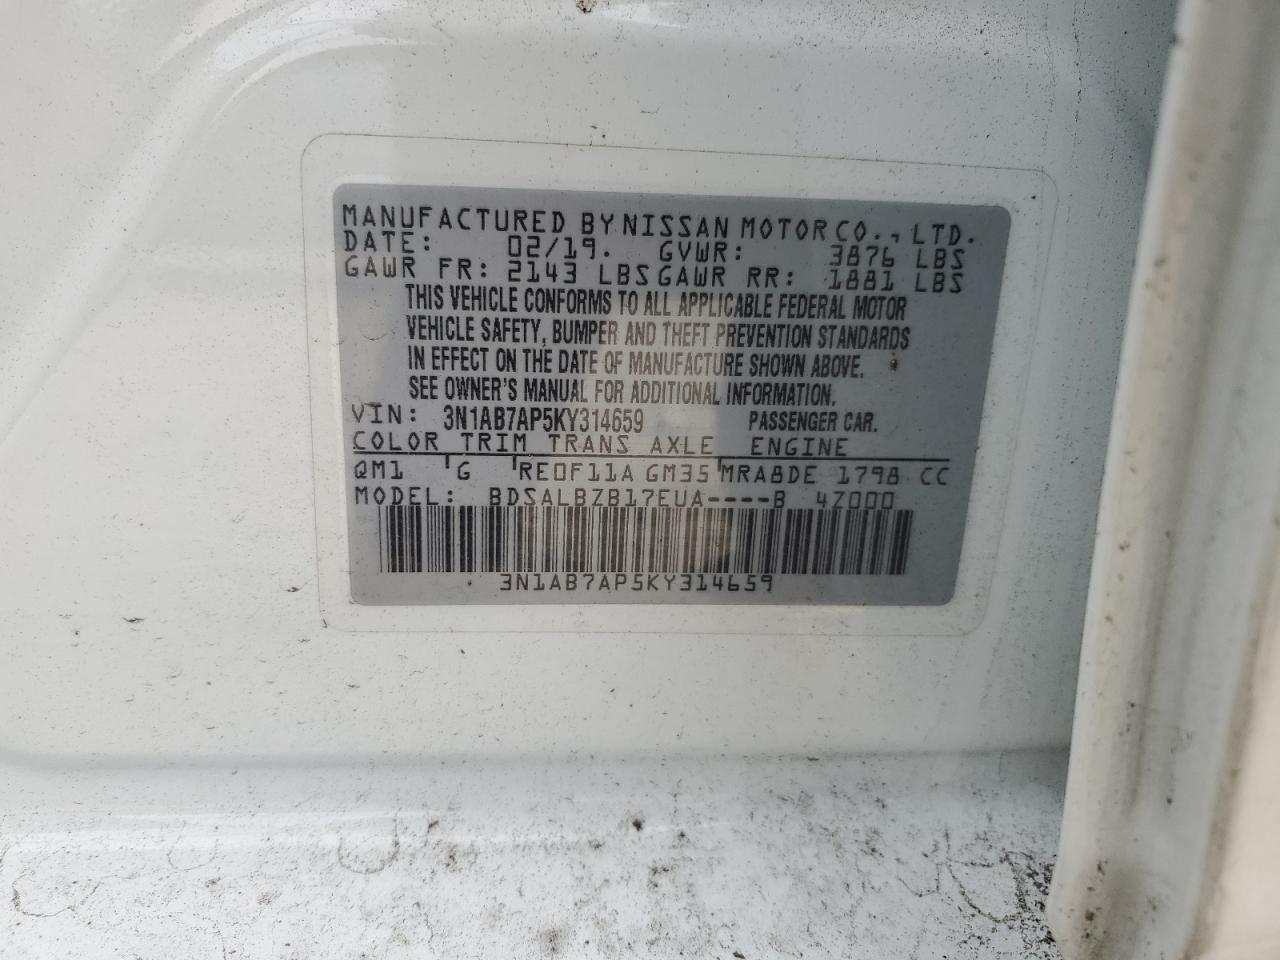 MANUFACTURED BY NISSAN MOTOR CO., LTD.
DATE: 02/19. GVWR: 3876 LBS
GAWR FR: 2143 LBS GAWR RR: 1881 LBS
THIS VEHICLE CONFORMS TO ALL APPLICABLE FEDERAL MOTOR
VEHICLE SAFETY, BUMPER AND THEFT PREVENTION STANDARDS
IN EFFECT ON THE DATE OF MANUFACTURE SHOWN ABOVE.
SEE OWNER'S MANUAL FOR ADDITIONAL INFORMATION.
VIN: 3N1AB7AP5KY314659 PASSENGER CAR.
COLOR TRIM TRANS AXLE ENGINE
QM1 G RE0F11A GM35 MRA8DE 1798 CC
MODEL: BDSALBZB17EUA----B 4Z000
3N1AB7AP5KY314659